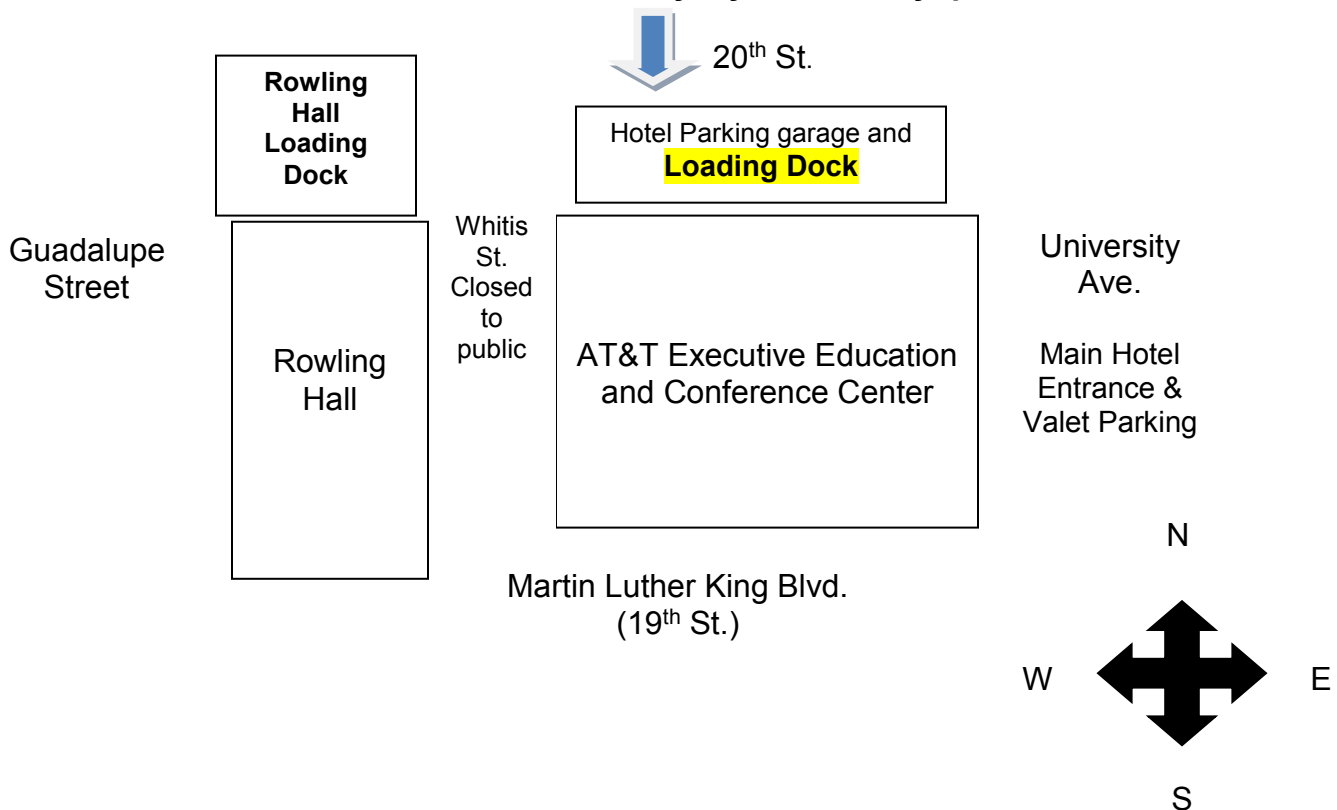 20th St.
Rowling
Hall
Loading
Dock
Hotel Parking garage and
Loading Dock
Guadalupe
Street
Whitis
St.
Closed
to
public
University
Ave.
Rowling
Hall
AT&T Executive Education
and Conference Center
Main Hotel
Entrance &
Valet Parking
Martin Luther King Blvd.
(19th St.)
N
W
E
S